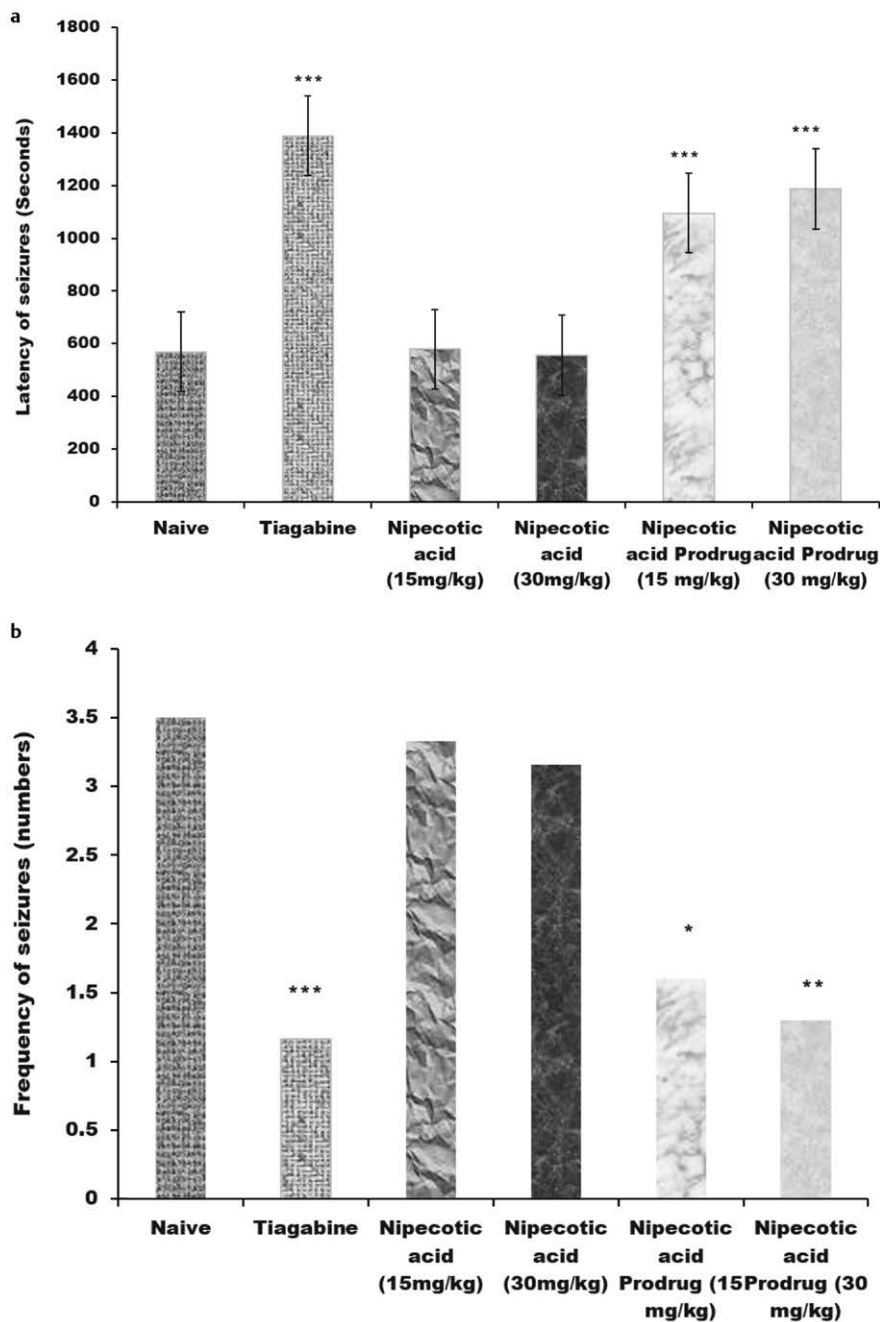 a
Latency of seizures (Seconds)
1800
1600
1400
1200
1000
800
600
400
200
0
***
***
***
Naive
Tiagabine
Nipecotic
acid
(15mg/kg)
Nipecotic
acid
(30mg/kg)
Nipecotic
acid Prodrug
(15 mg/kg)
Nipecotic
acid Prodrug
(30 mg/kg)
b
Frequency of seizures (numbers)
4
3.5
3
2.5
2
1.5
1
0.5
0
***
*
**
Naive
Tiagabine
Nipecotic
acid
(15mg/kg)
Nipecotic
acid
(30mg/kg)
Nipecotic
acid
Prodrug (15
mg/kg)
Nipecotic
acid
Prodrug (30
mg/kg)